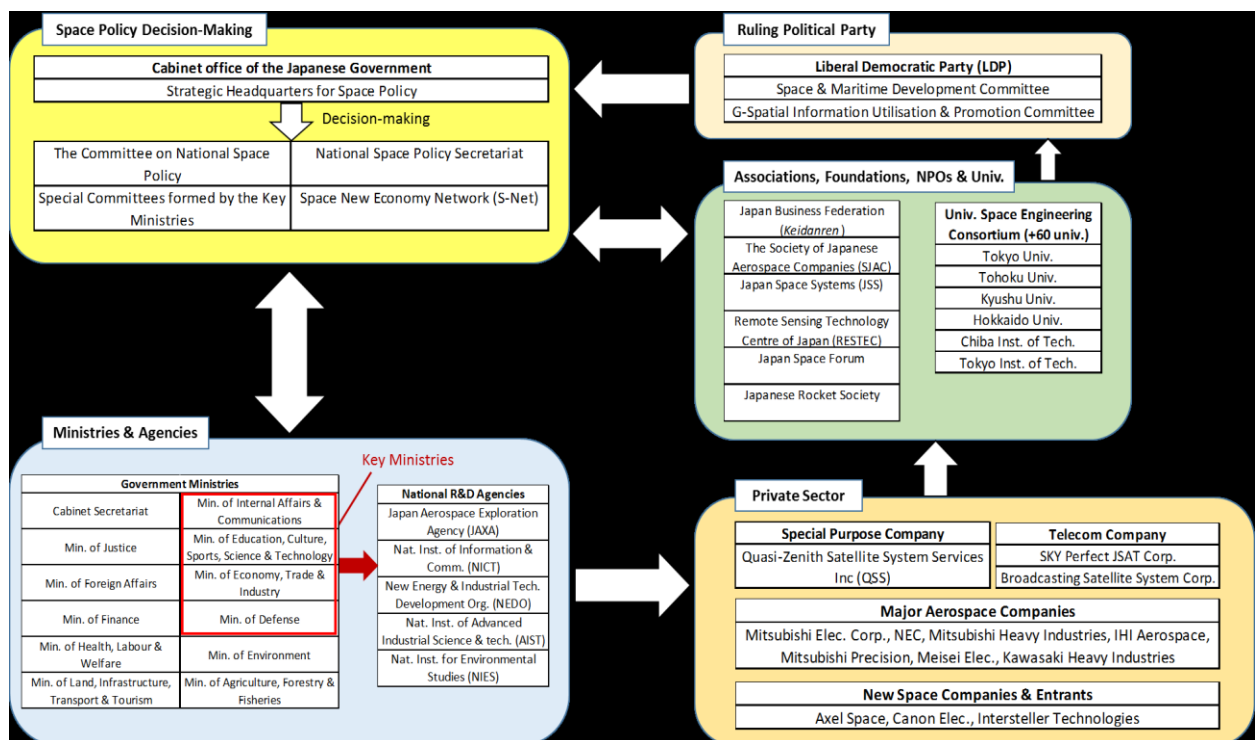 Space Policy Decision-Making
Cabinet office of the Japanese Government
Strategic Headquarters for Space Policy
Decision-making
The Committee on National Space
Policy
National Space Policy Secretariat
Special Committees formed by the Key
Ministries
Space New Economy Network (S-Net)
Ruling Political Party
Liberal Democratic Party (LDP)
Space & Maritime Development Committee
G-Spatial Information Utilisation & Promotion Committee
Associations, Foundations, NPOs & Univ.
Japan Business Federation
(Keidanren)
The Society of Japanese
Aerospace Companies (SJAC)
Japan Space Systems (JSS)
Remote Sensing Technology
Centre of Japan (RESTEC)
Japan Space Forum
Japanese Rocket Society
Univ. Space Engineering
Consortium (+60 univ.)
Tokyo Univ.
Tohoku Univ.
Kyushu Univ.
Hokkaido Univ.
Chiba Inst. of Tech.
Tokyo Inst. of Tech.
Ministries & Agencies
Key Ministries
Government Ministries
Cabinet Secretariat
Min. of Internal Affairs &
Communications
Min. of Justice
Min. of Education, Culture,
Sports, Science & Technology
Min. of Foreign Affairs
Min. of Economy, Trade &
Industry
Min. of Finance
Min. of Defense
Min. of Health, Labour &
Welfare
Min. of Environment
Min. of Land, Infrastructure,
Transport & Tourism
Min. of Agriculture, Forestry &
Fisheries
National R&D Agencies
Japan Aerospace Exploration
Agency (JAXA)
Nat. Inst. of Information &
Comm. (NICT)
New Energy & Industrial Tech.
Development Org. (NEDO)
Nat. Inst. of Advanced
Industrial Science & tech. (AIST)
Nat. Inst. for Environmental
Studies (NIES)
Private Sector
Special Purpose Company
Quasi-Zenith Satellite System Services
Inc (QSS)
Telecom Company
SKY Perfect JSAT Corp.
Broadcasting Satellite System Corp.
Major Aerospace Companies
Mitsubishi Elec. Corp., NEC, Mitsubishi Heavy Industries, IHI Aerospace,
Mitsubishi Precision, Meisei Elec., Kawasaki Heavy Industries
New Space Companies & Entrants
Axel Space, Canon Elec., Intersteller Technologies